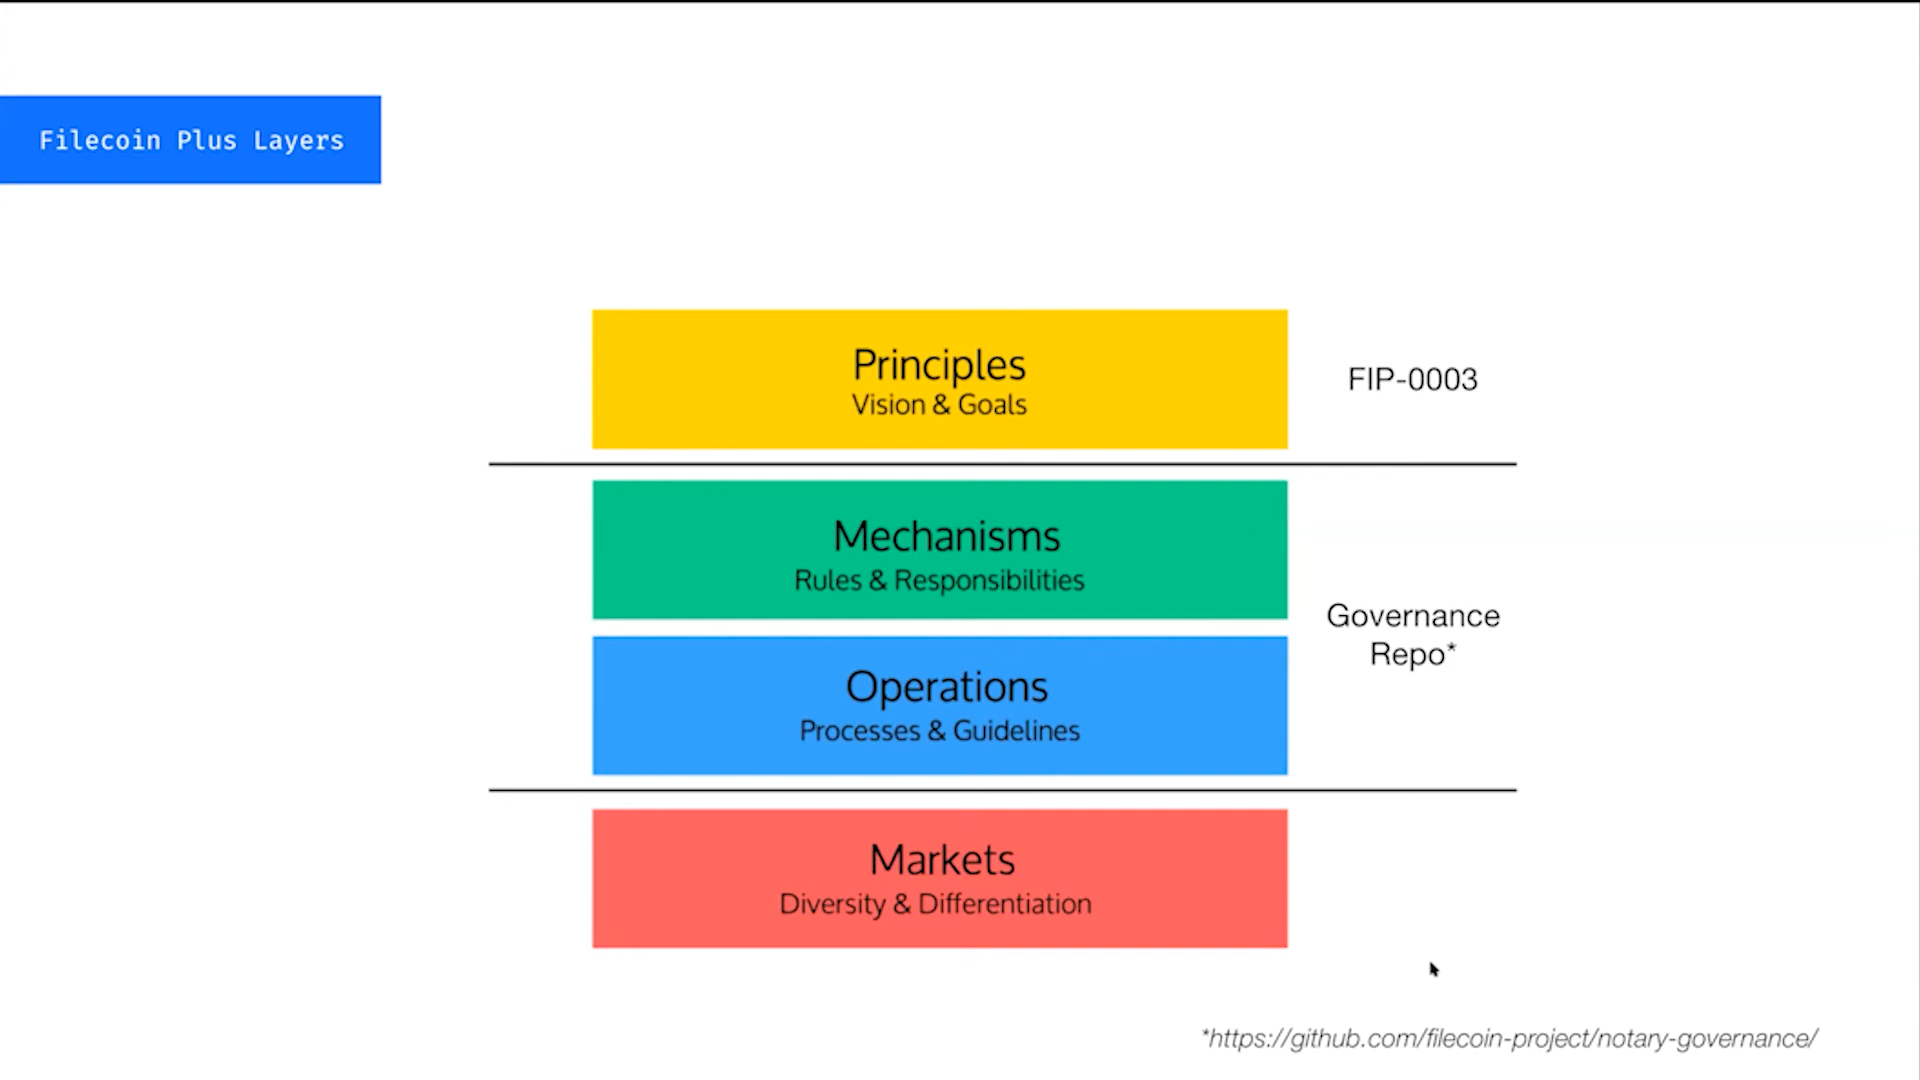 Filecoin Plus Layers
Principles
Vision & Goals
FIP-0003
Mechanisms
Rules & Responsibilities
Governance
Repo*
Operations
Processes & Guidelines
Markets
Diversity & Differentiation
*https://github.com/filecoin-project/notary-governance/